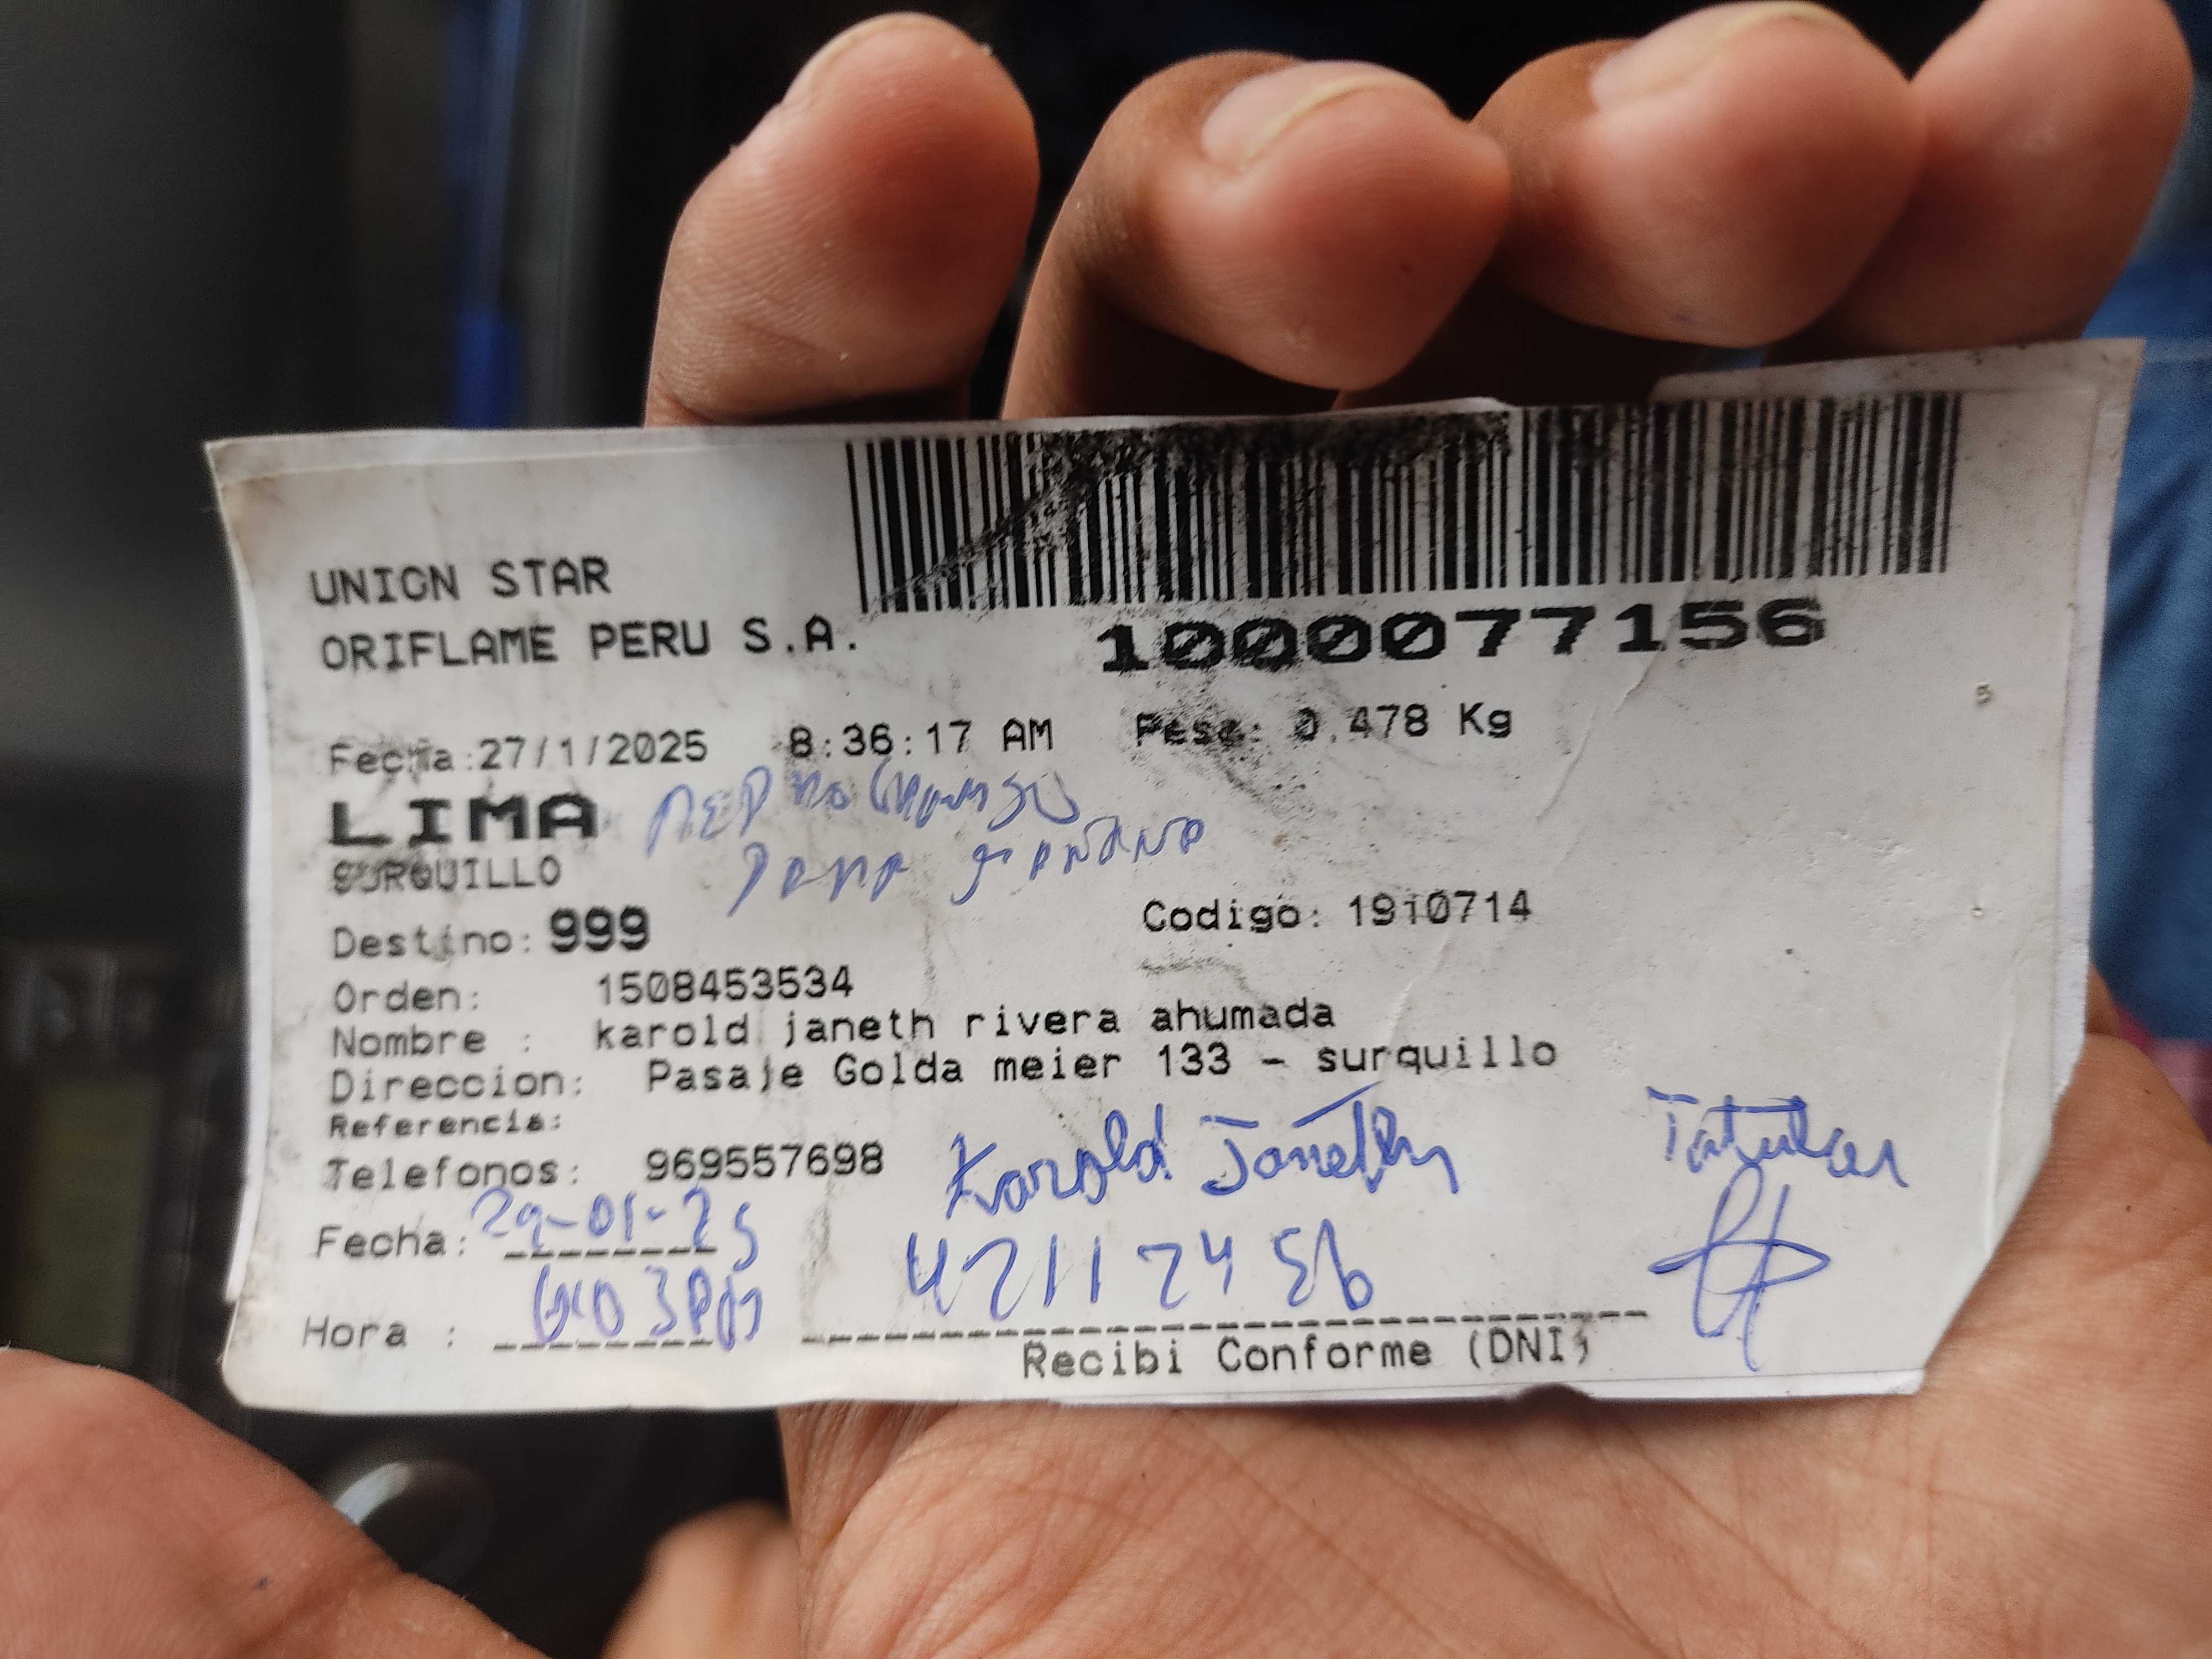 UNION STAR
ORIFLAME PERU S.A.
1000077156
Fecha:27/1/2025 8:36:17 AM Peso: 0.478 Kg
LIMA
SURQUILLO
Destino: 999
Codigo: 1910714
Orden: 1508453534
Nombre : karold janeth rivera ahumada
Direccion: Pasaje Golda meier 133 - surquillo
Referencia:
Telefonos: 969557698
Karold Janeth
Titular
Fecha: 29-01-25
42112456
Hora :
Recibi Conforme (DNI)